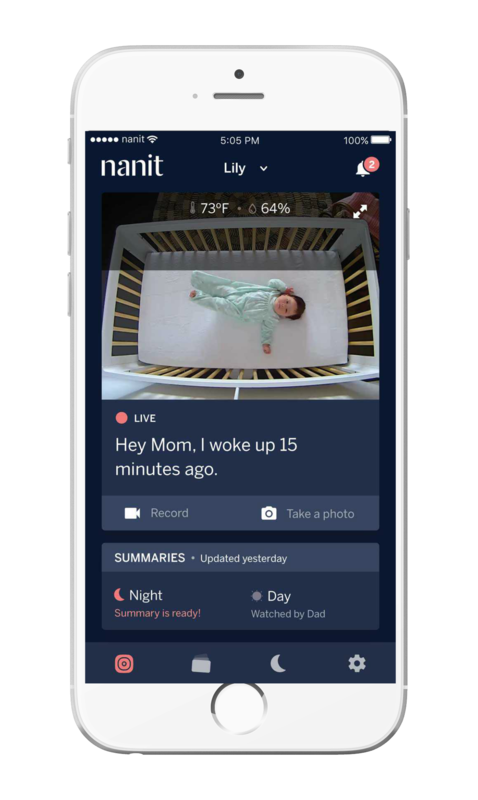 nanit
5:05 PM
100%
nanit
Lily
2
73°F • 64%
LIVE
Hey Mom, I woke up 15
minutes ago.
Record
Take a photo
SUMMARIES • Updated yesterday
Night
Day
Summary is ready!
Watched by Dad